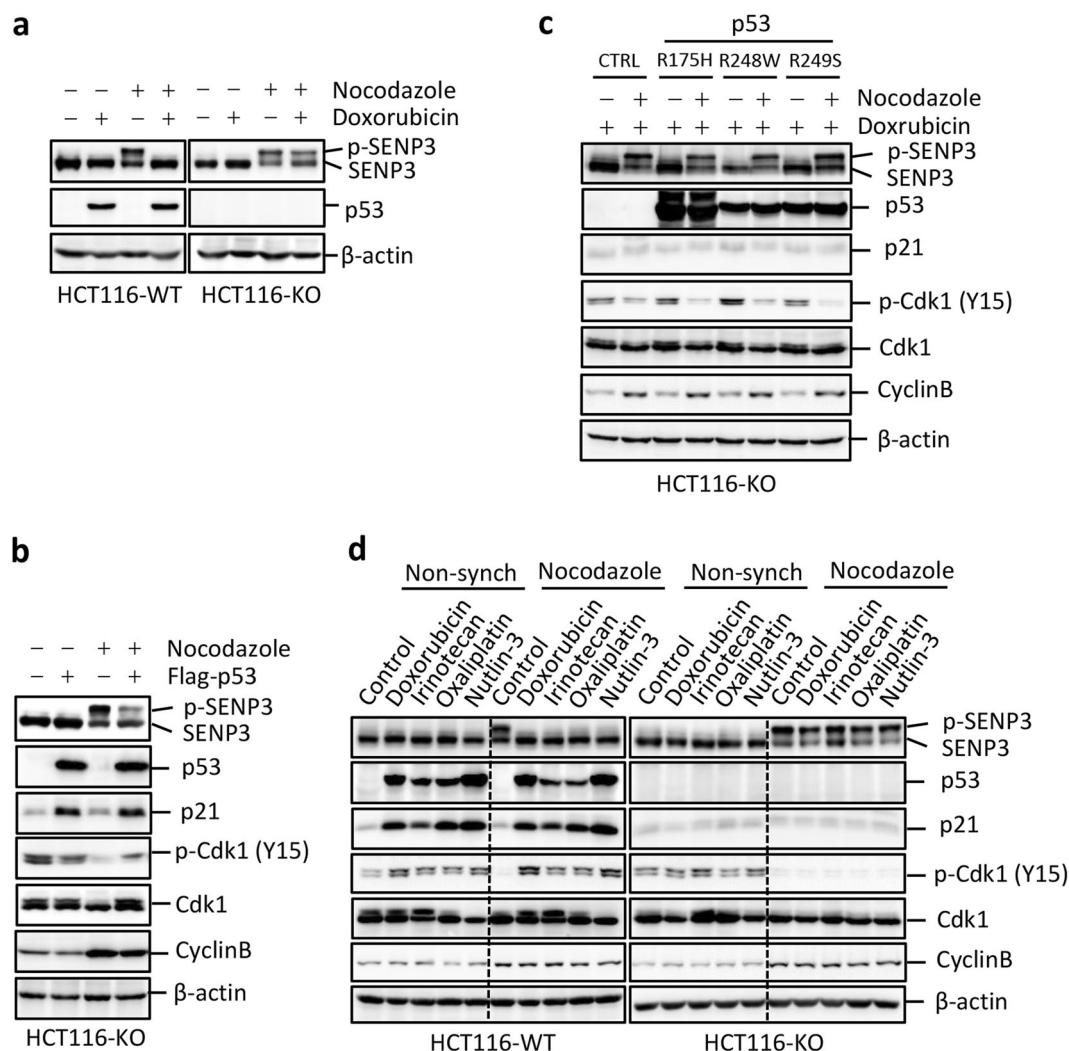 a
− − + + − − + + Nocodazole
− + − + − + − + Doxorubicin
p-SENP3
SENP3
p53
β-actin
HCT116-WT HCT116-KO
b
− − + + Nocodazole
− + − + Flag-p53
p-SENP3
SENP3
p53
p21
p-Cdk1 (Y15)
Cdk1
CyclinB
β-actin
HCT116-KO
c
p53
CTRL R175H R248W R249S
− + − + − + − + Nocodazole
+ + + + + + + + Doxrubicin
p-SENP3
SENP3
p53
p21
p-Cdk1 (Y15)
Cdk1
CyclinB
β-actin
HCT116-KO
d
Non-synch Nocodazole Non-synch Nocodazole
Control Doxorubicin Irinotecan Oxaliplatin Nutlin-3 Control Doxorubicin Irinotecan Oxaliplatin Nutlin-3 Control Doxorubicin Irinotecan Oxaliplatin Nutlin-3 Control Doxorubicin Irinotecan Oxaliplatin Nutlin-3
p-SENP3
SENP3
p53
p21
p-Cdk1 (Y15)
Cdk1
CyclinB
β-actin
HCT116-WT HCT116-KO